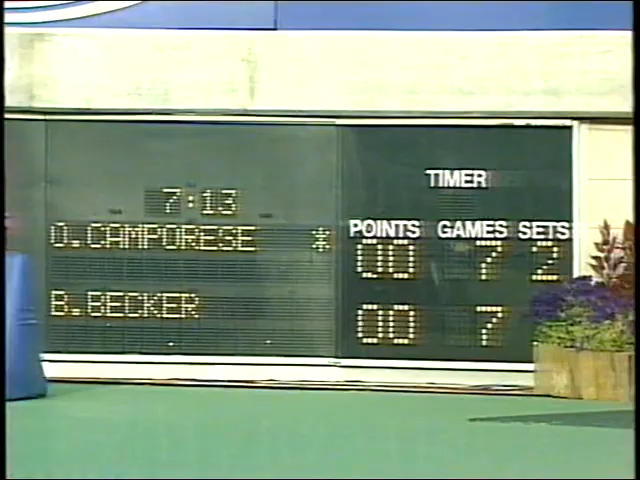 TIMER
7:13
POINTS GAMES SETS
O.CAMPORESE * 00 7 2
B.BECKER 00 7